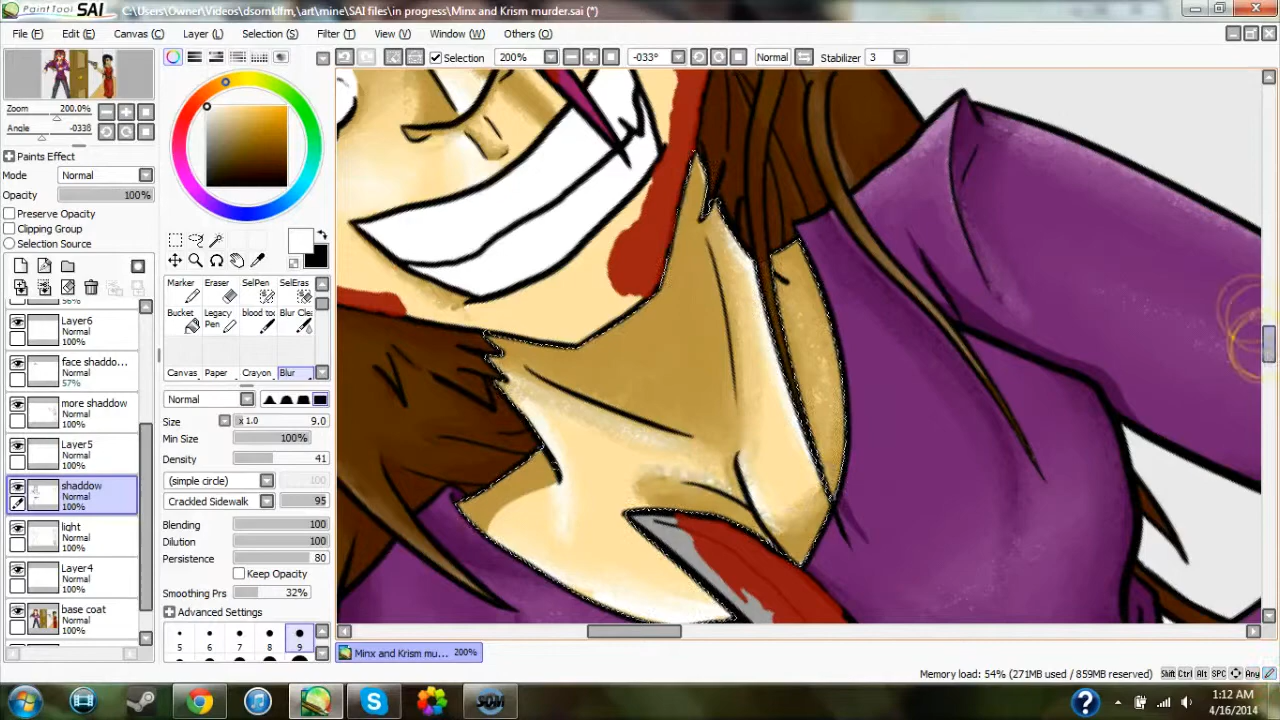 PaintTool SAI C:\Users\Owner\Videos\dsornklfm,\art\mine\SAI files\in progress\Minx and Krism murder.sai (*)
File (F) Edit (E) Canvas (C) Layer (L) Selection (S) Filter (T) View (V) Window (W) Others (O)
Selection 200% -033° Normal Stabilizer 3
Zoom 200.0%
Angle -033ß
Paints Effect
Mode Normal
Opacity 100%
Preserve Opacity
Clipping Group
Selection Source
56%
Layer6
Normal
100%
face shaddo...
Normal
57%
more shaddow
Normal
100%
Layer5
Normal
100%
shaddow
Normal
100%
light
Normal
100%
Layer4
Normal
100%
base coat
Normal
100%
Marker Eraser SelPen SelEras
Bucket Legacy Pen blood to Blur Cle
Canvas Paper Crayon Blur
Normal
Size x 1.0 9.0
Min Size 100%
Density 41
(simple circle) 100
Crackled Sidewalk 95
Blending 100
Dilution 100
Persistence 80
Keep Opacity
Smoothing Prs 32%
Advanced Settings
5 6 7 8 9
Minx and Krism mu... 200%
Memory load: 54% (271MB used / 859MB reserved) Shift Ctrl Alt SPC Any
SQM
1:12 AM
4/16/2014